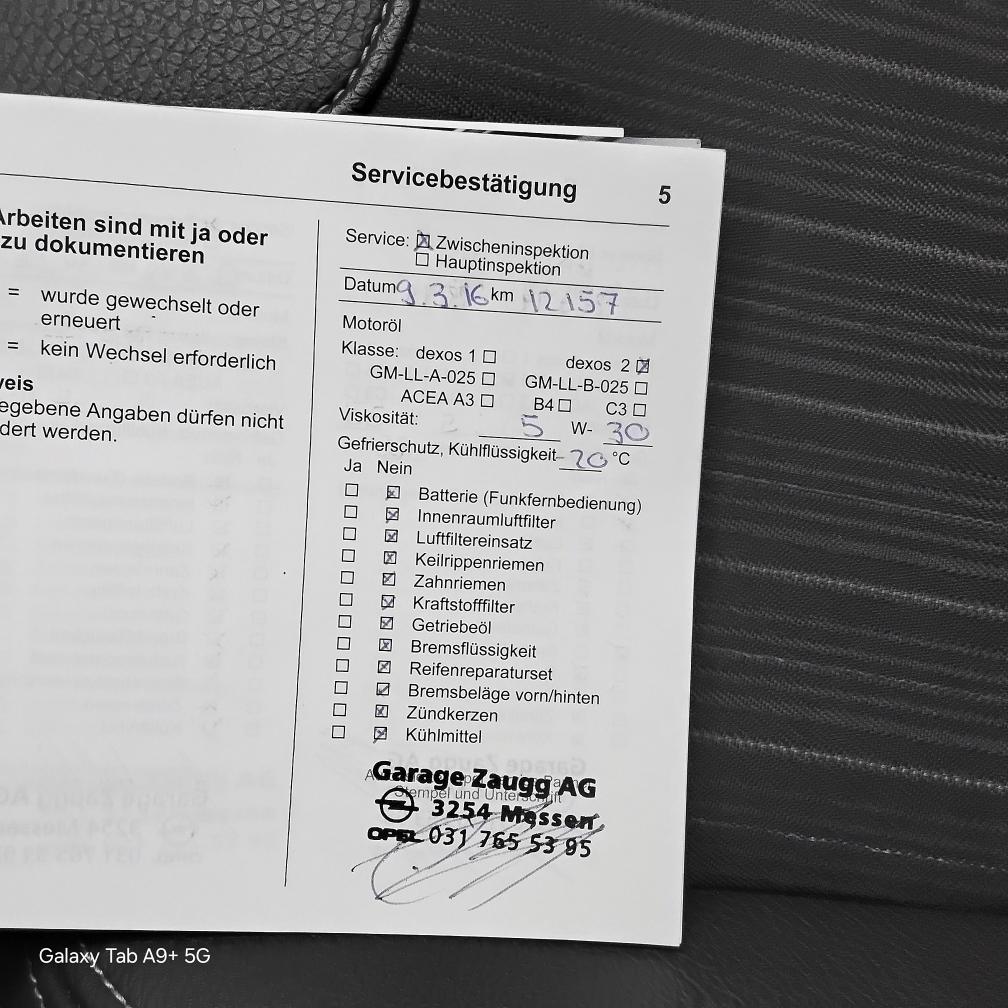 Servicebestätigung 5
Arbeiten sind mit ja oder
zu dokumentieren
= wurde gewechselt oder
erneuert
= kein Wechsel erforderlich
veis
egebene Angaben dürfen nicht
dert werden.
Service: ☒ Zwischeninspektion
☐ Hauptinspektion
Datum 9.3.16 km 12157
Motoröl
Klasse: dexos 1 ☐ dexos 2 ☒
GM-LL-A-025 ☐ GM-LL-B-025 ☐
ACEA A3 ☐ B4 ☐ C3 ☐
Viskosität: 5 W- 30
Gefrierschutz, Kühlflüssigkeit -20 °C
Ja Nein
☐ ☒ Batterie (Funkfernbedienung)
☐ ☒ Innenraumluftfilter
☐ ☒ Luftfiltereinsatz
☐ ☒ Keilrippenriemen
☐ ☒ Zahnriemen
☐ ☒ Kraftstofffilter
☐ ☒ Getriebeöl
☐ ☒ Bremsflüssigkeit
☐ ☒ Reifenreparaturset
☐ ☒ Bremsbeläge vorn/hinten
☐ ☒ Zündkerzen
☐ ☒ Kühlmittel
Garage Zaugg AG
Stempel und Unterschrift
3254 Messen
OPEL 031 765 53 95
Galaxy Tab A9+ 5G